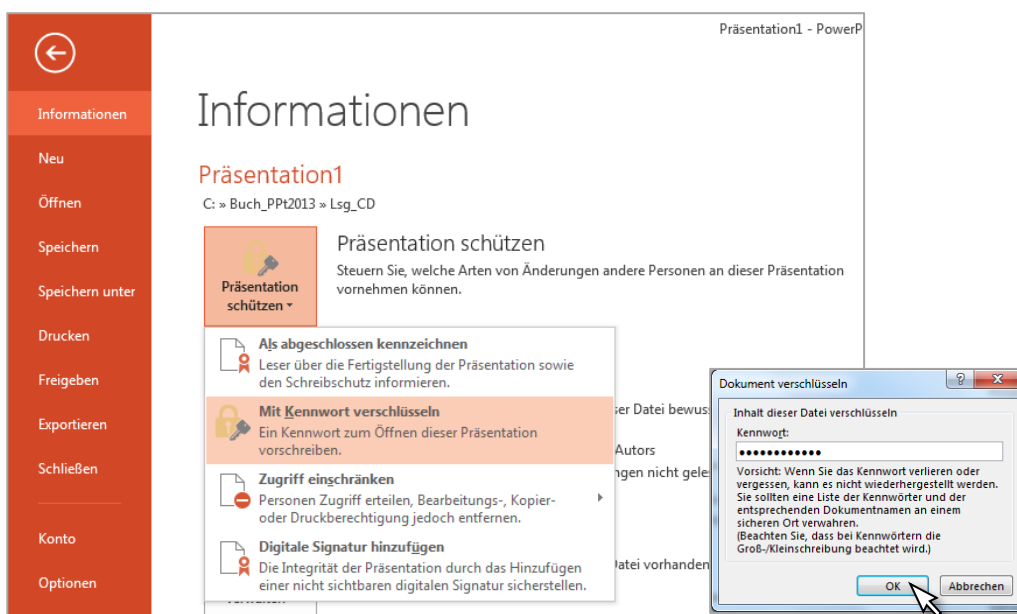 Präsentation1 - PowerP
Informationen
Neu
Öffnen
Speichern
Speichern unter
Drucken
Freigeben
Exportieren
Schließen
Konto
Optionen
Informationen
Präsentation1
C: » Buch_PPt2013 » Lsg_CD
Präsentation
schützen
Präsentation schützen
Steuern Sie, welche Arten von Änderungen andere Personen an dieser Präsentation
vornehmen können.
Als abgeschlossen kennzeichnen
Leser über die Fertigstellung der Präsentation sowie
den Schreibschutz informieren.
Mit Kennwort verschlüsseln
Ein Kennwort zum Öffnen dieser Präsentation
vorschreiben.
Zugriff einschränken
Personen Zugriff erteilen, Bearbeitungs-, Kopier-
oder Druckberechtigung jedoch entfernen.
Digitale Signatur hinzufügen
Die Integrität der Präsentation durch das Hinzufügen
einer nicht sichtbaren digitalen Signatur sicherstellen.
ser Datei bewus
Autors
ngen nicht gele
Datei vorhanden
Dokument verschlüsseln
Inhalt dieser Datei verschlüsseln
Kennwort:
••••••••••••
Vorsicht: Wenn Sie das Kennwort verlieren oder
vergessen, kann es nicht wiederhergestellt werden.
Sie sollten eine Liste der Kennwörter und der
entsprechenden Dokumentnamen an einem
sicheren Ort verwahren.
(Beachten Sie, dass bei Kennwörtern die
Groß-/Kleinschreibung beachtet wird.)
OK
Abbrechen